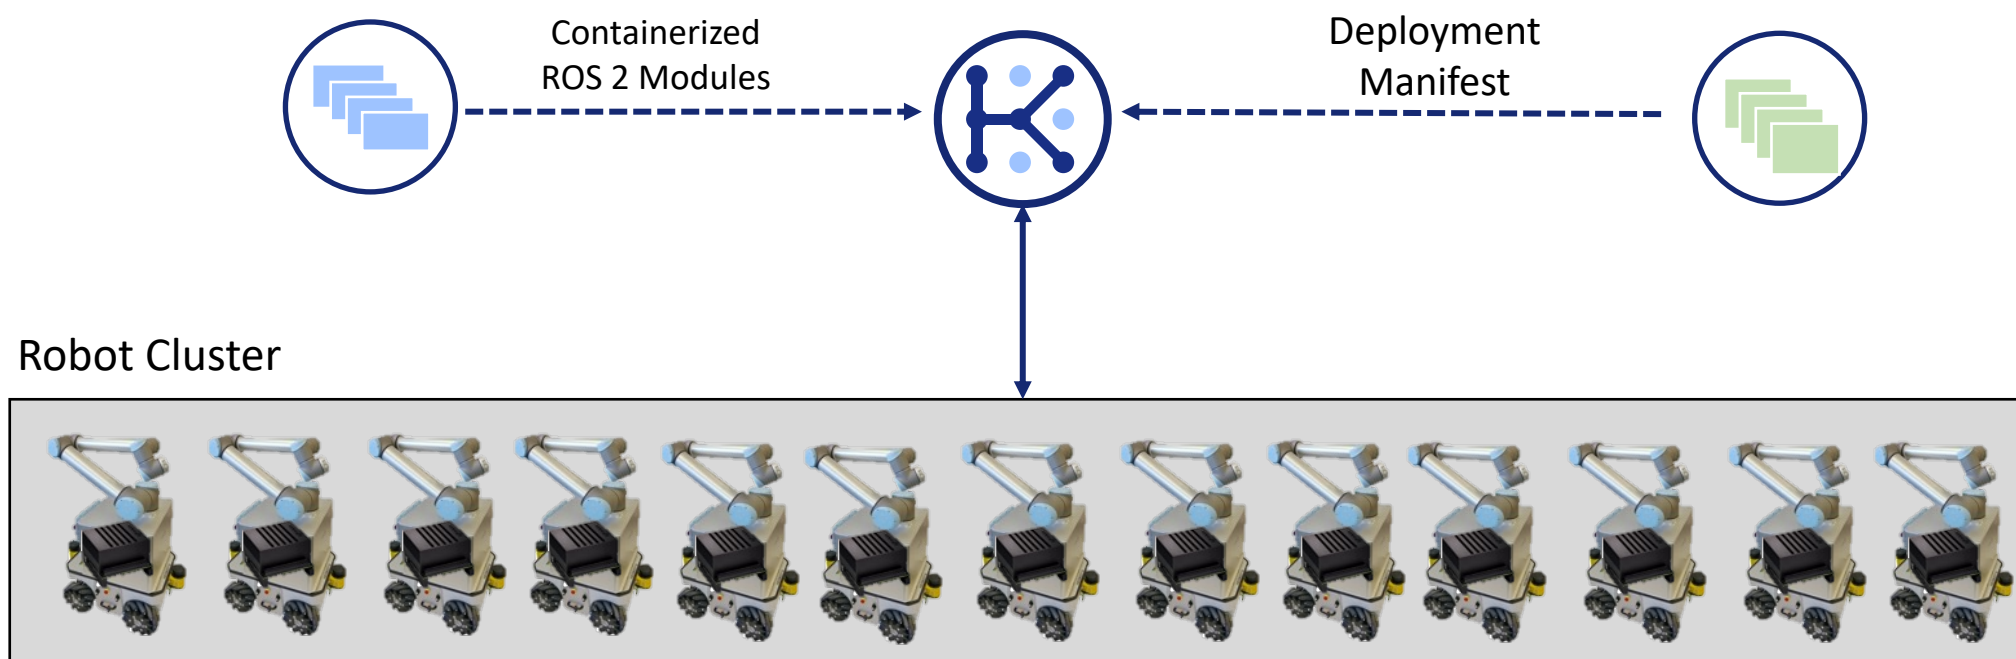 Containerized
ROS 2 Modules
Deployment
Manifest
Robot Cluster